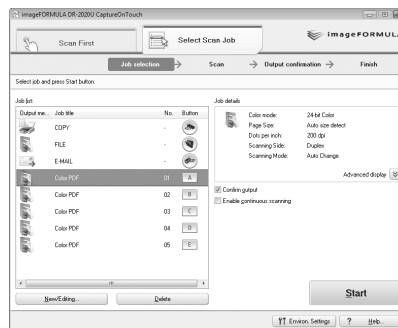 imageFORMULA DR-2020U CaptureOnTouch
Scan First
Select Scan Job
imageFORMUL
Job selection
Scan
Output confirmation
Finish
Select job and press Start button.
Job list
Output me... Job title No. Button
COPY -
FILE -
E-MAIL -
Color PDF 01 A
Color PDF 02 B
Color PDF 03 C
Color PDF 04 D
Color PDF 05 E
New/Editing...
Delete
Job details
Color mode: 24-bit Color
Page Size: Auto size detect
Dots per inch: 200 dpi
Scanning Side: Duplex
Scanning Mode: Auto Change
Advanced display
Confirm output
Enable continuous scanning
Start
Environ. Settings
? Help...